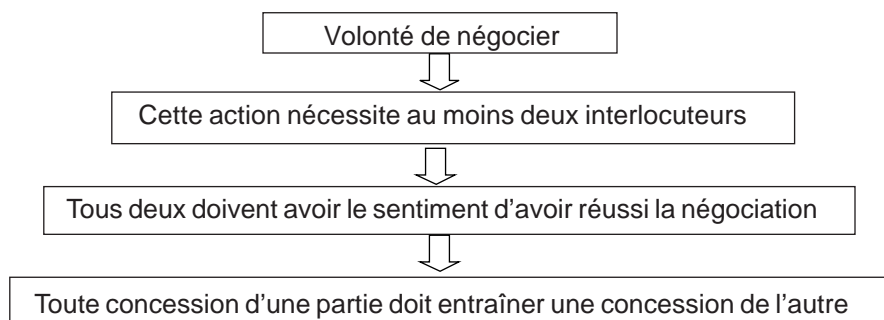 Volonté de négocier
Cette action nécessite au moins deux interlocuteurs
Tous deux doivent avoir le sentiment d’avoir réussi la négociation
Toute concession d’une partie doit entraîner une concession de l’autre